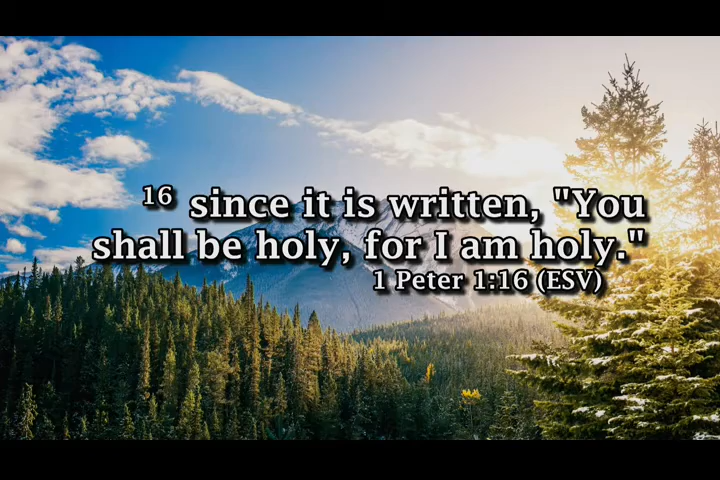 16 since it is written, "You
shall be holy, for I am holy."
1 Peter 1:16 (ESV)